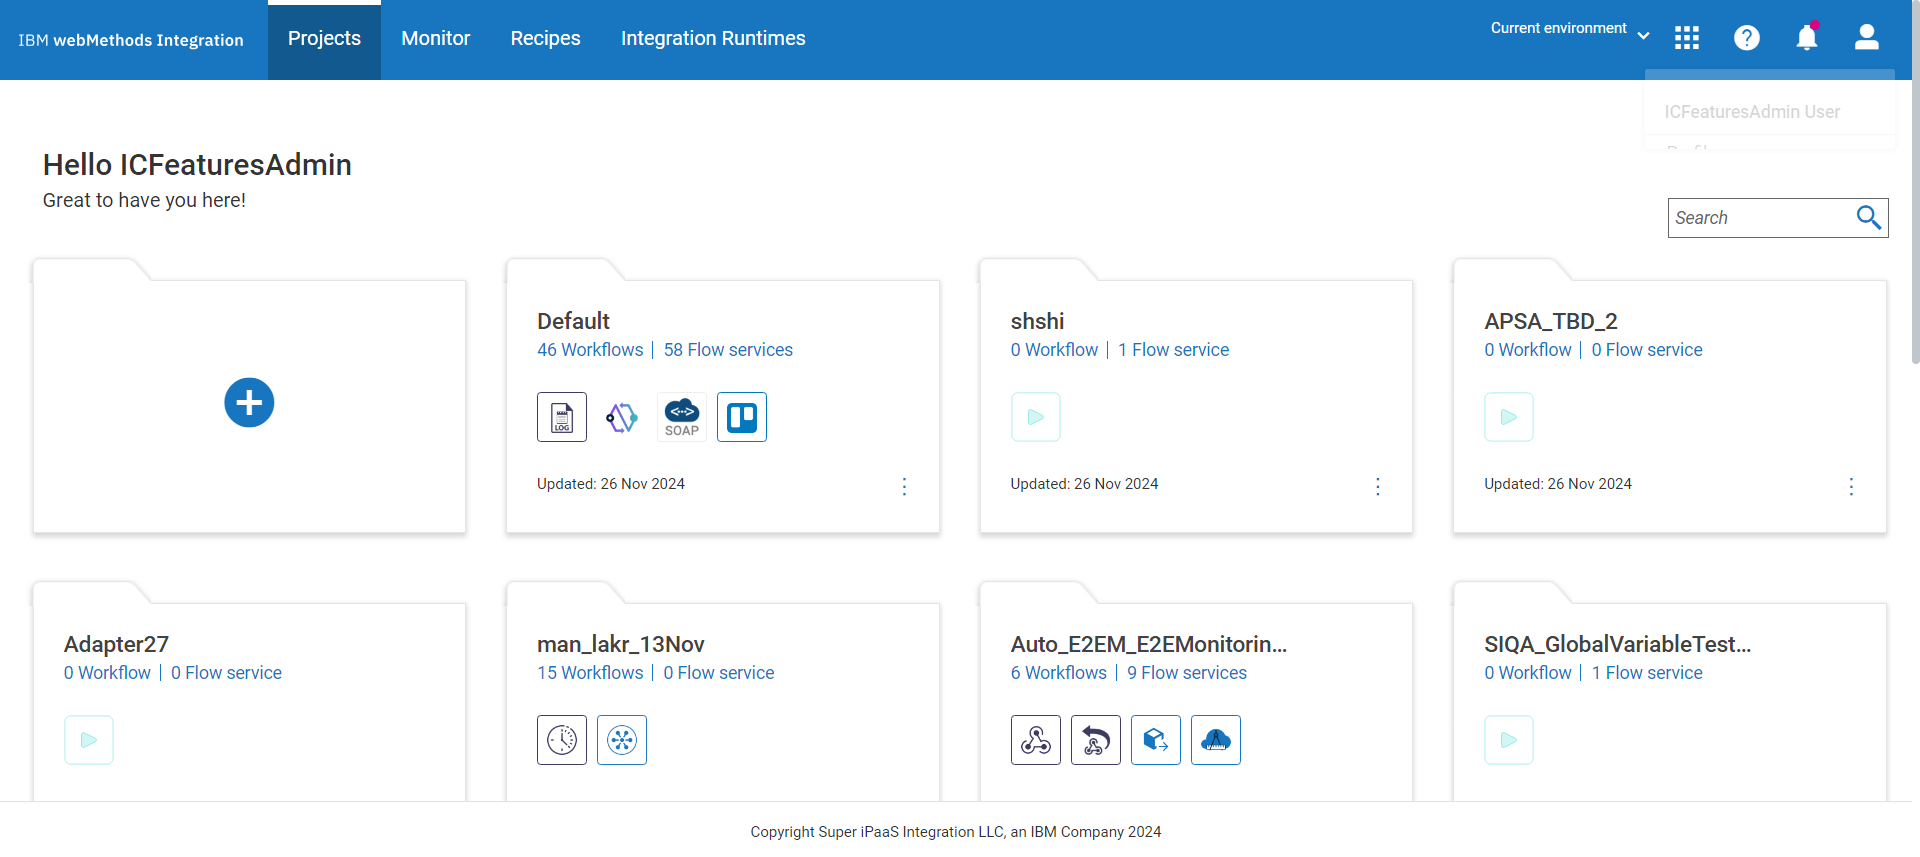 IBM webMethods Integration
Projects
Monitor
Recipes
Integration Runtimes
Current environment
ICFeaturesAdmin User
Hello ICFeaturesAdmin
Great to have you here!
Search
Default
46 Workflows | 58 Flow services
LOG
SOAP
Updated: 26 Nov 2024
shshi
0 Workflow | 1 Flow service
Updated: 26 Nov 2024
APSA_TBD_2
0 Workflow | 0 Flow service
Updated: 26 Nov 2024
Adapter27
0 Workflow | 0 Flow service
man_lakr_13Nov
15 Workflows | 0 Flow service
Auto_E2EM_E2EMonitorin...
6 Workflows | 9 Flow services
SIQA_GlobalVariableTest...
0 Workflow | 1 Flow service
Copyright Super iPaaS Integration LLC, an IBM Company 2024